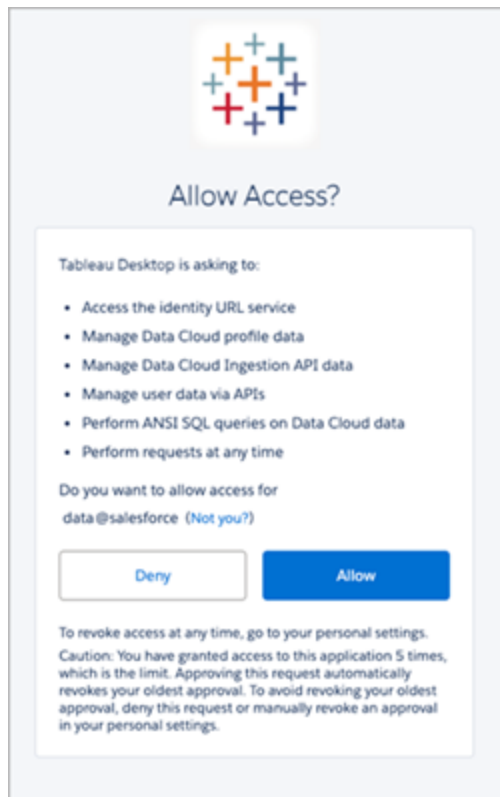 Allow Access?
Tableau Desktop is asking to:
• Access the identity URL service
• Manage Data Cloud profile data
• Manage Data Cloud Ingestion API data
• Manage user data via APIs
• Perform ANSI SQL queries on Data Cloud data
• Perform requests at any time
Do you want to allow access for
data@salesforce (Not you?)
Deny
Allow
To revoke access at any time, go to your personal settings.
Caution: You have granted access to this application 5 times,
which is the limit. Approving this request automatically
revokes your oldest approval. To avoid revoking your oldest
approval, deny this request or manually revoke an approval
in your personal settings.